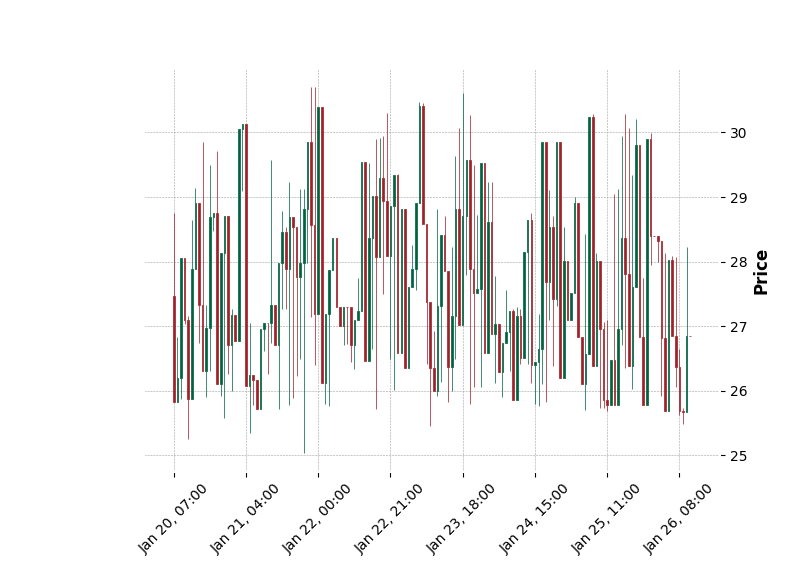 30
29
28
27
26
25
Price
Jan 20, 07:00
Jan 21, 04:00
Jan 22, 00:00
Jan 22, 21:00
Jan 23, 18:00
Jan 24, 15:00
Jan 25, 11:00
Jan 26, 08:00